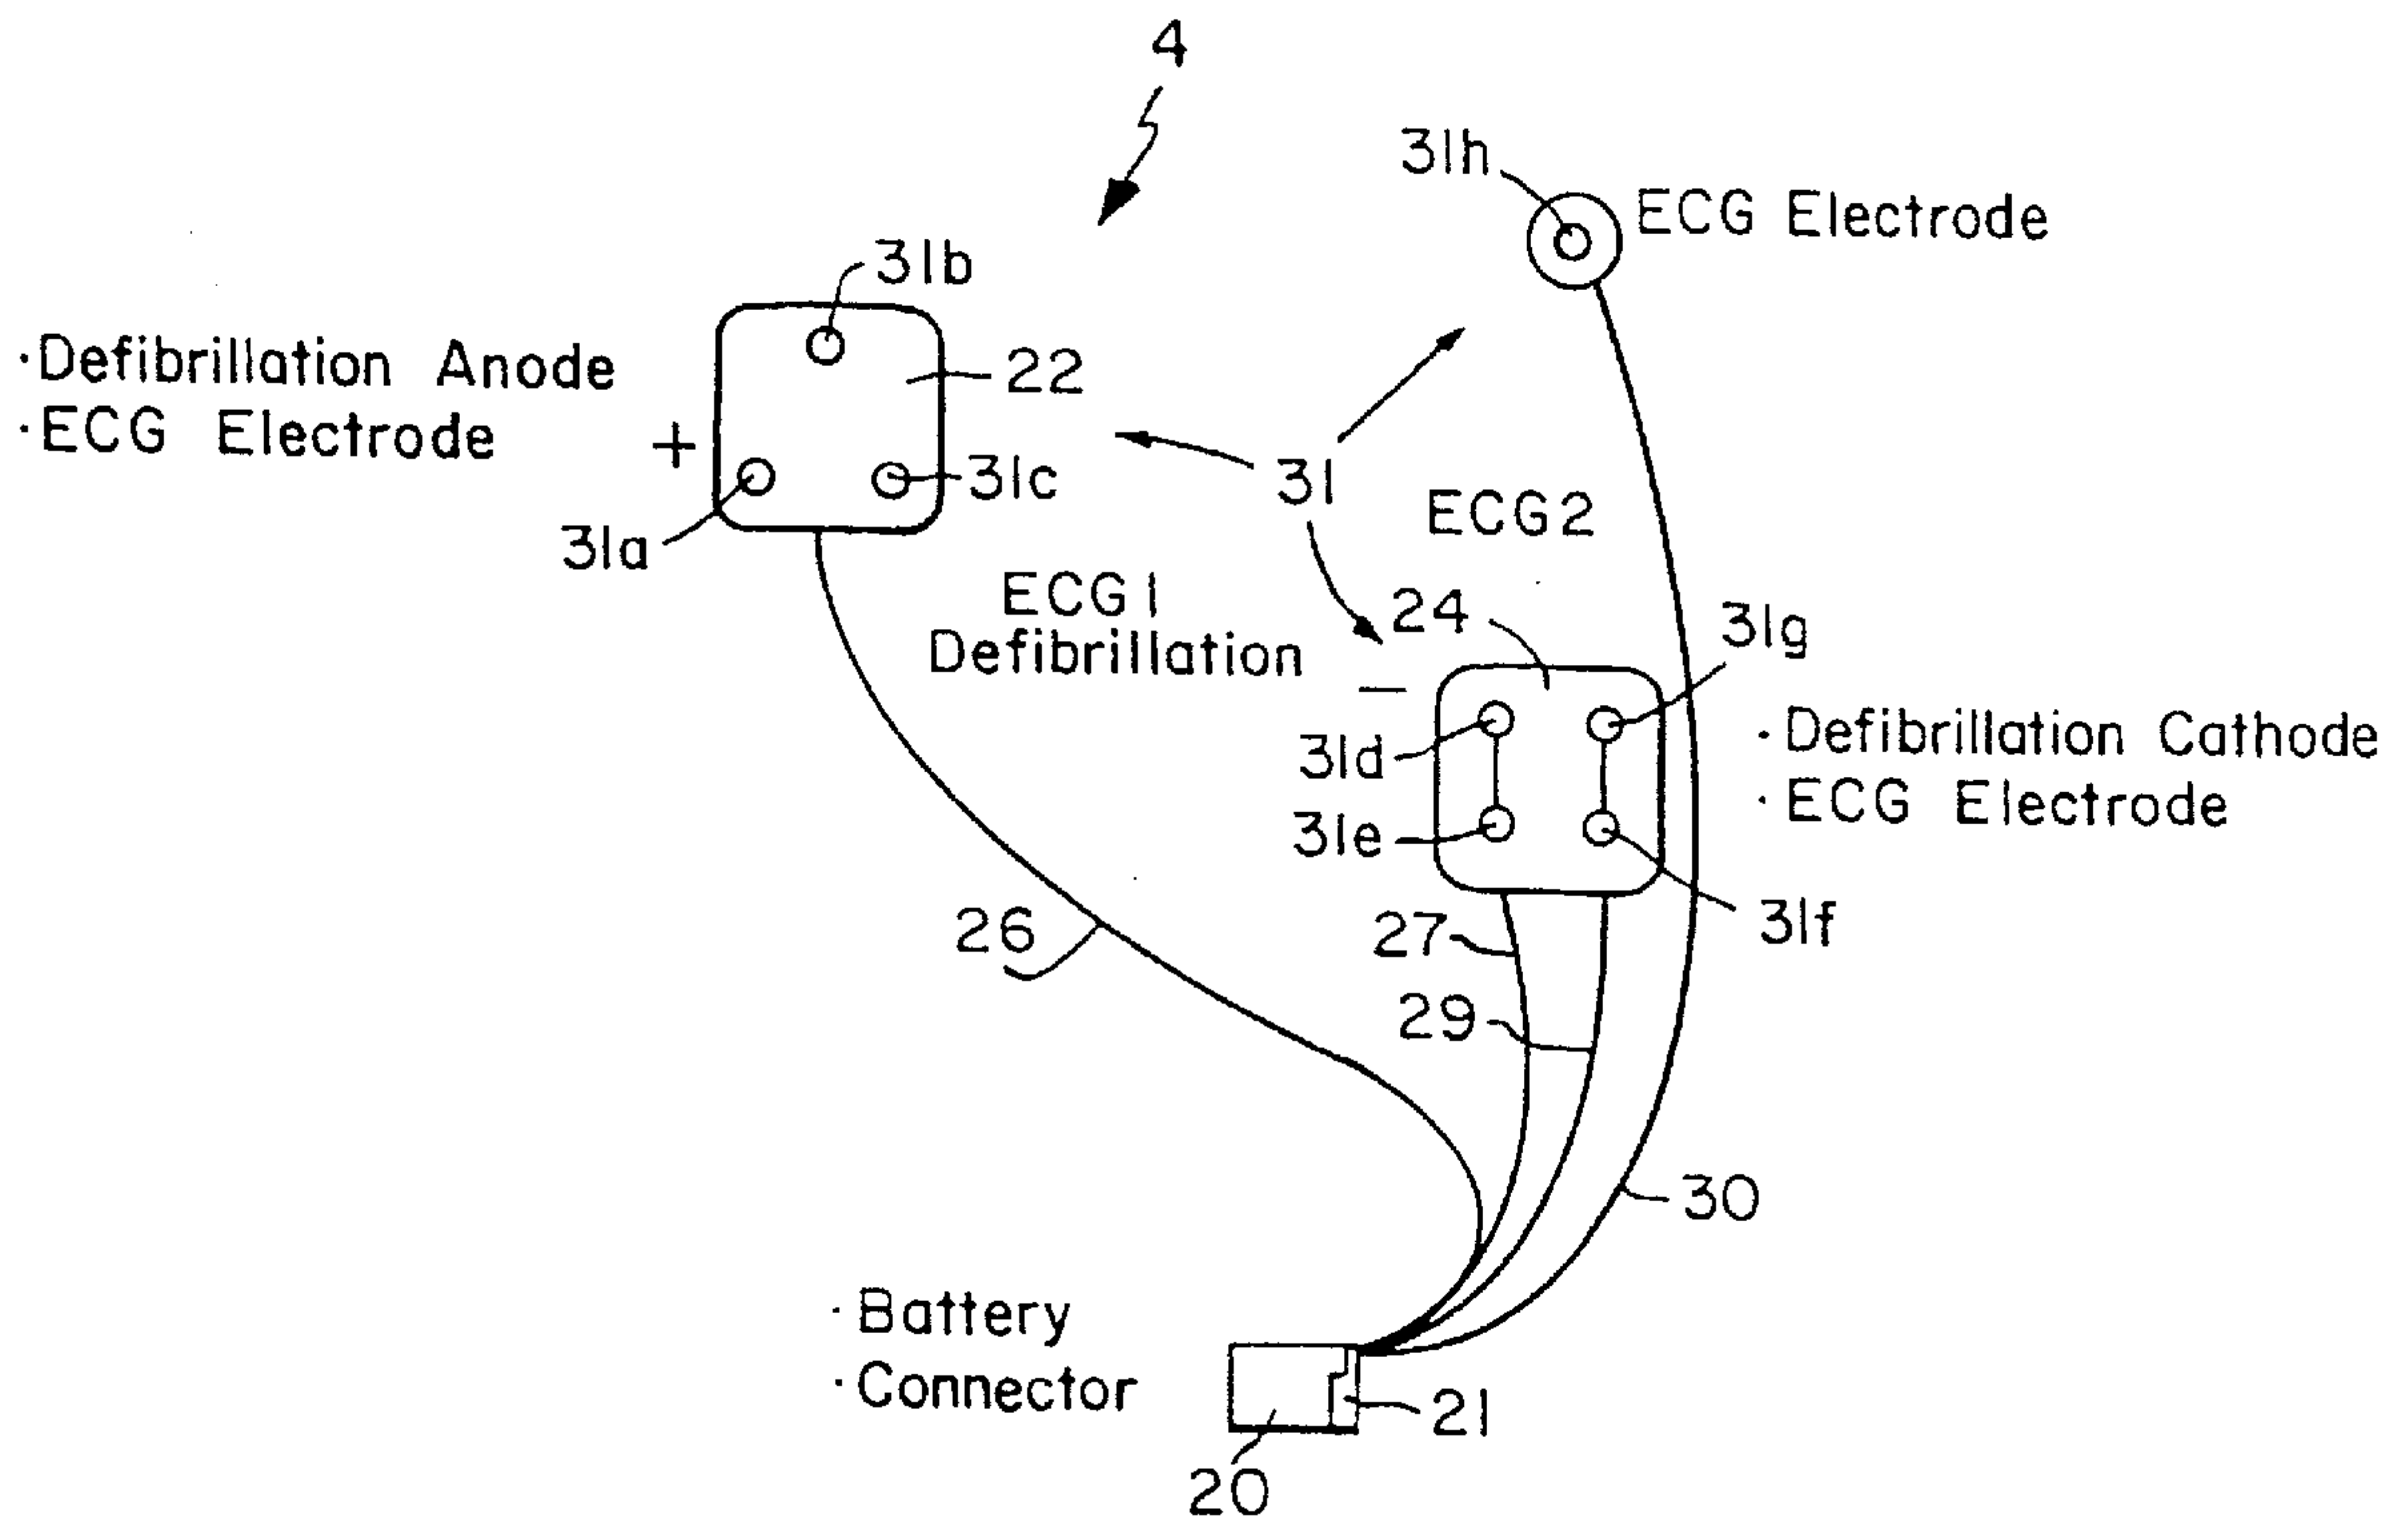 4
31h
ECG Electrode
31b
·Defibrillation Anode
·ECG Electrode
22
+
31c
31a
31
ECG2
ECG1
Defibrillation
24
31g
−
31d
· Defibrillation Cathode
· ECG Electrode
31e
31f
26
27
29
30
·Battery
·Connector
21
20